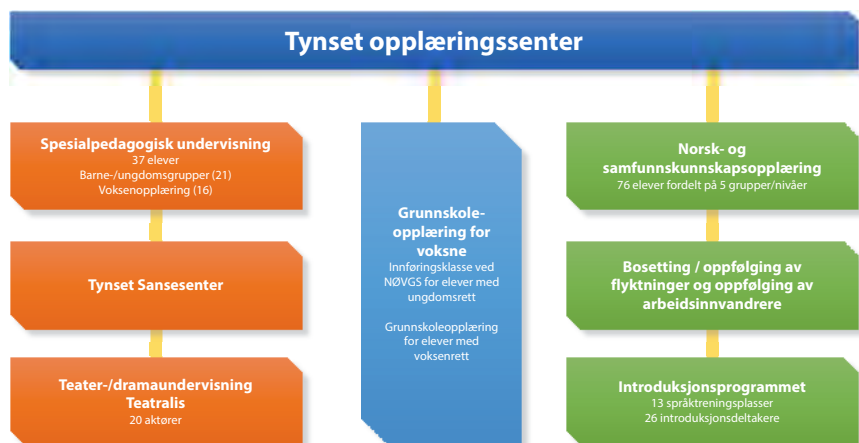 Tynset opplæringssenter
Spesialpedagogisk undervisning
37 elever
Barne-/ungdomsgrupper (21)
Voksenopplæring (16)
Tynset Sansesenter
Teater-/dramaundervisning
Teatralis
20 aktører
Grunnskole-
opplæring for
voksne
Innføringsklasse ved
NØVGS for elever med
ungdomsrett
Grunnskoleopplæring
for elever med
voksenrett
Norsk- og
samfunnskunnskapsopplæring
76 elever fordelt på 5 grupper/nivåer
Bosetting / oppfølging av
flyktninger og oppfølging av
arbeidsinnvandrere
Introduksjonsprogrammet
13 språktreningsplasser
26 introduksjonsdeltakere